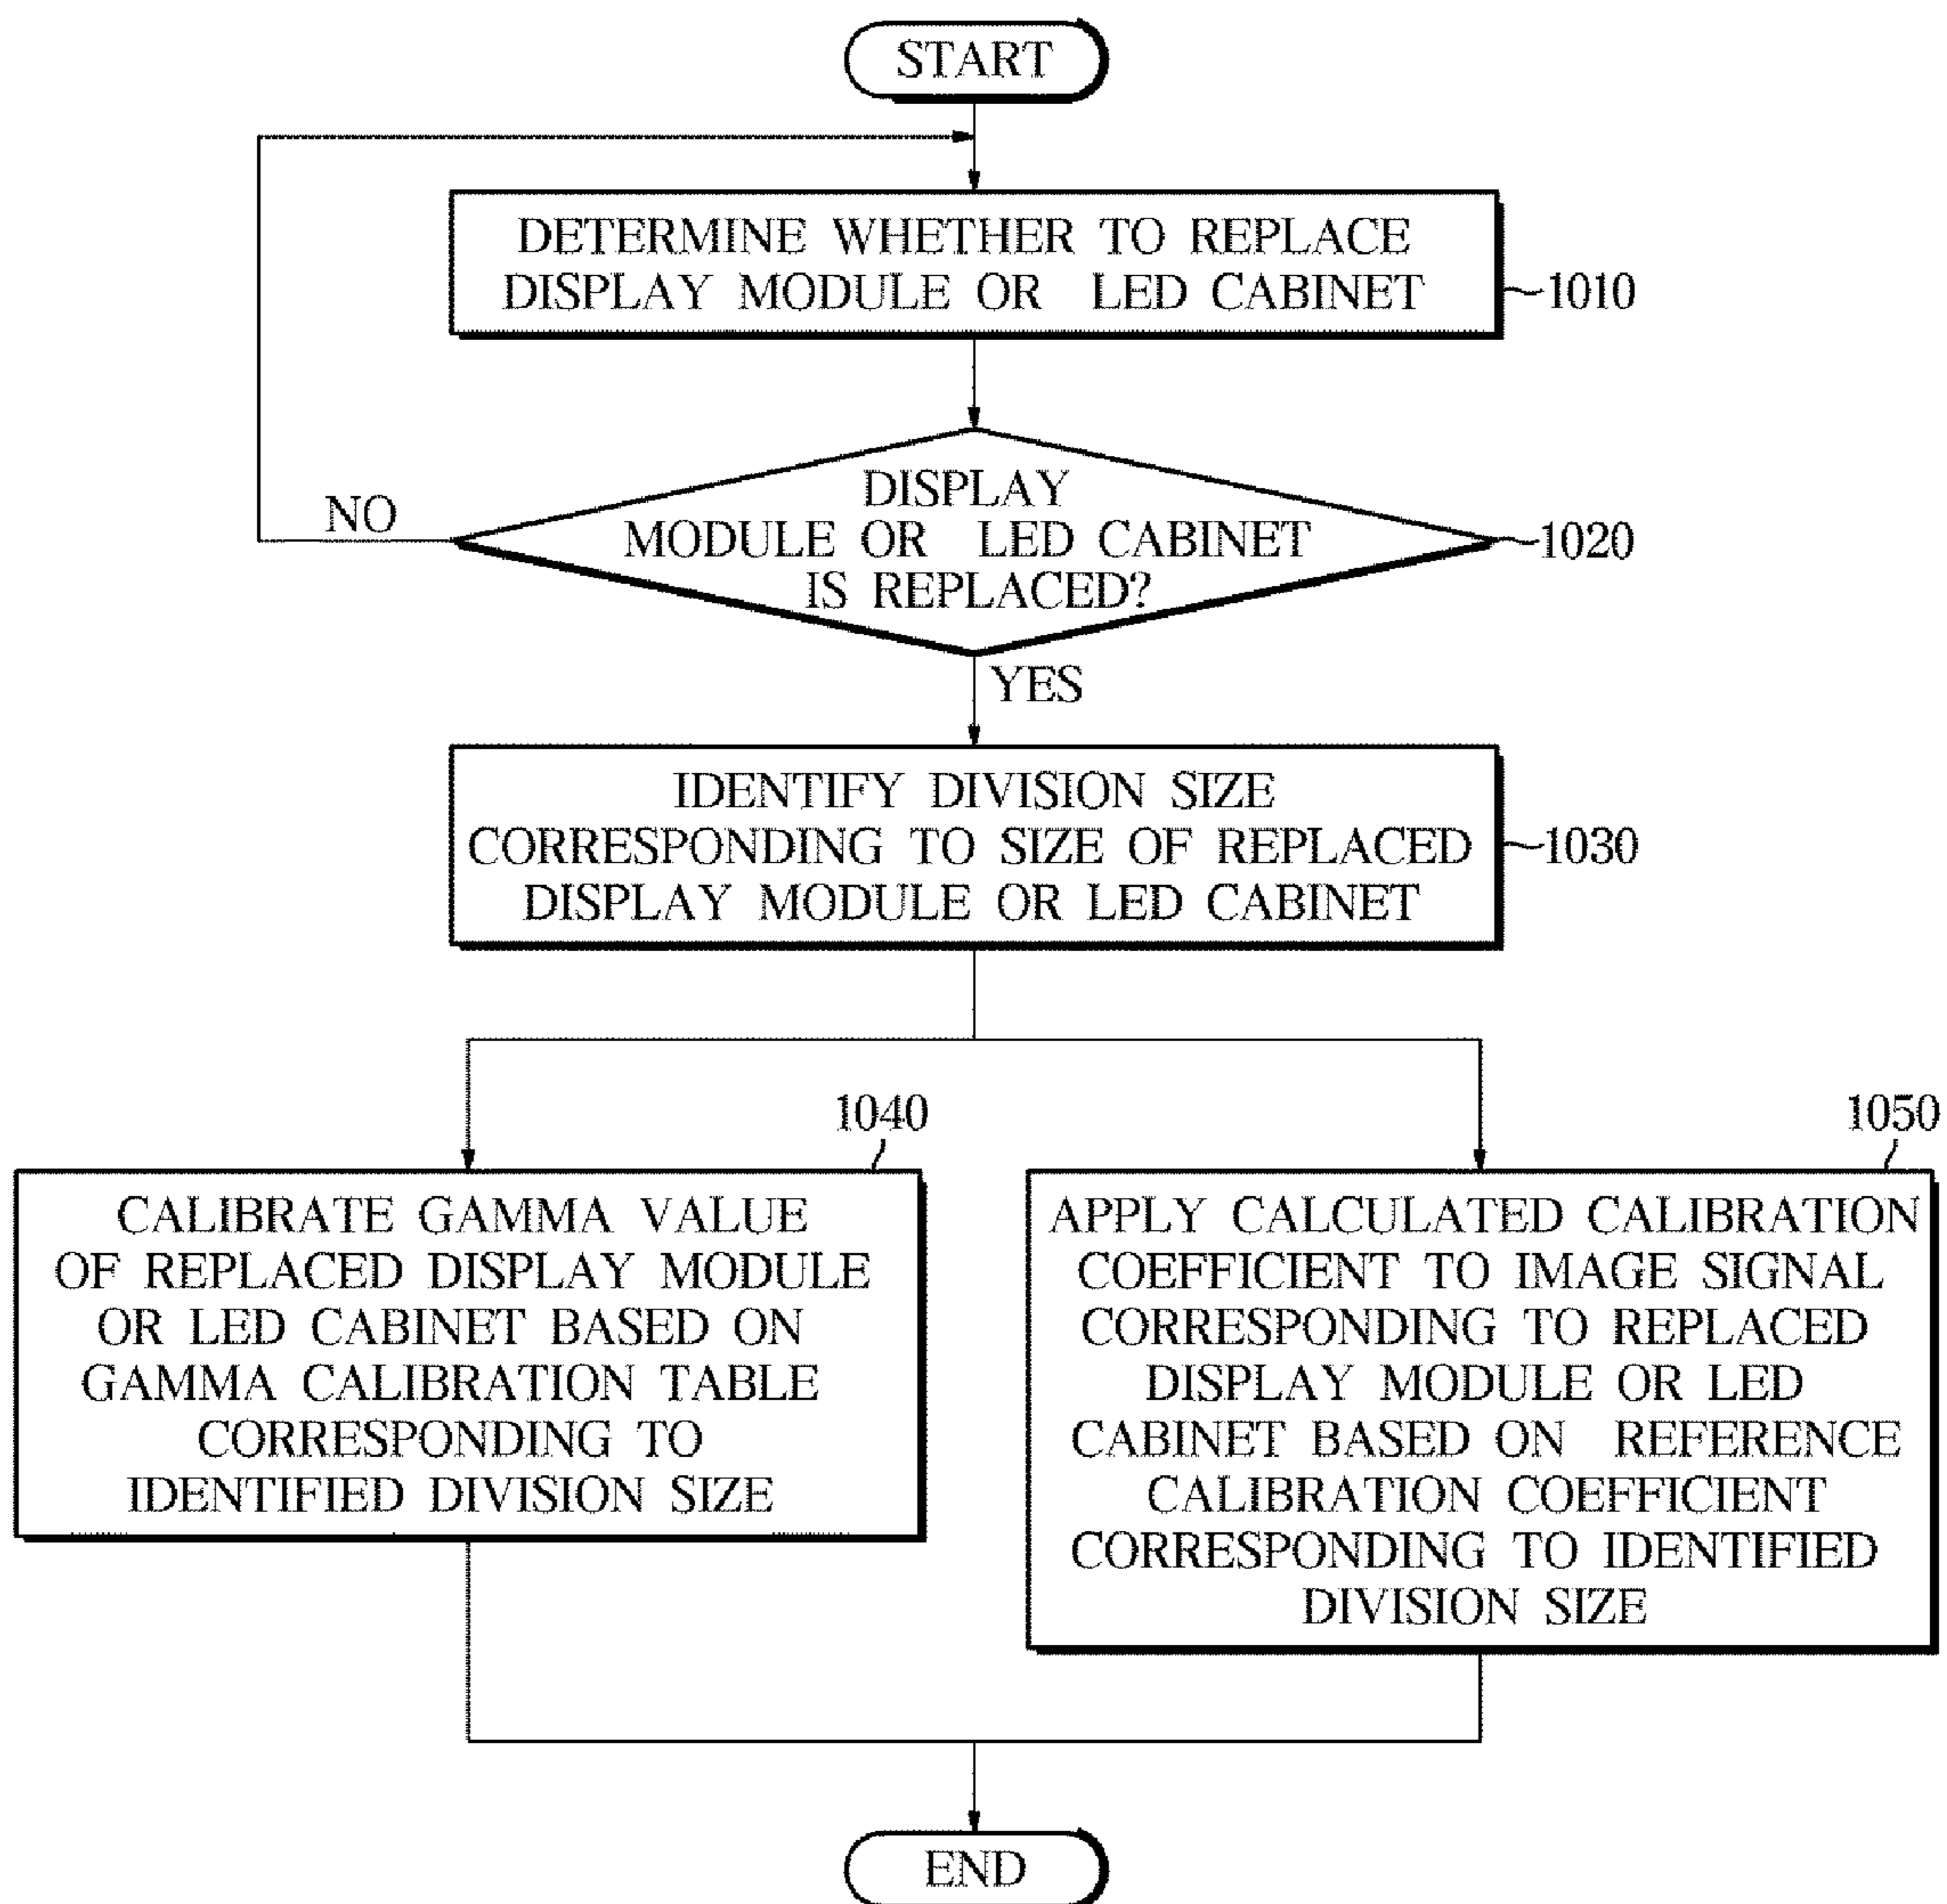 START
DETERMINE WHETHER TO REPLACE
DISPLAY MODULE OR LED CABINET
1010
DISPLAY
MODULE OR LED CABINET
IS REPLACED?
1020
NO
YES
IDENTIFY DIVISION SIZE
CORRESPONDING TO SIZE OF REPLACED
DISPLAY MODULE OR LED CABINET
1030
1040
CALIBRATE GAMMA VALUE
OF REPLACED DISPLAY MODULE
OR LED CABINET BASED ON
GAMMA CALIBRATION TABLE
CORRESPONDING TO
IDENTIFIED DIVISION SIZE
1050
APPLY CALCULATED CALIBRATION
COEFFICIENT TO IMAGE SIGNAL
CORRESPONDING TO REPLACED
DISPLAY MODULE OR LED
CABINET BASED ON REFERENCE
CALIBRATION COEFFICIENT
CORRESPONDING TO IDENTIFIED
DIVISION SIZE
END